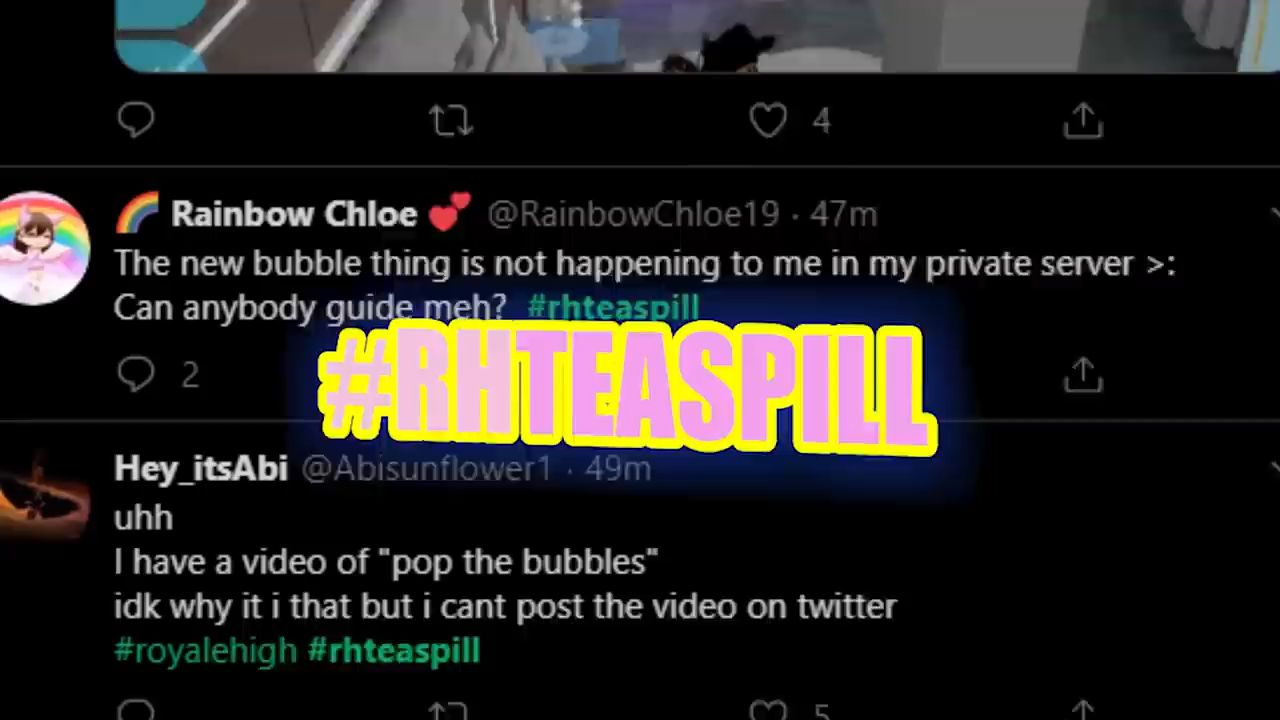 4
🌈 Rainbow Chloe 💕 @RainbowChloe19 · 47m
The new bubble thing is not happening to me in my private server >:
Can anybody guide meh? #rhteaspill
#RHTEASPILL
2
Hey_itsAbi @Abisunflower1 · 49m
uhh
I have a video of "pop the bubbles"
idk why it i that but i cant post the video on twitter
#royalehigh #rhteaspill
5